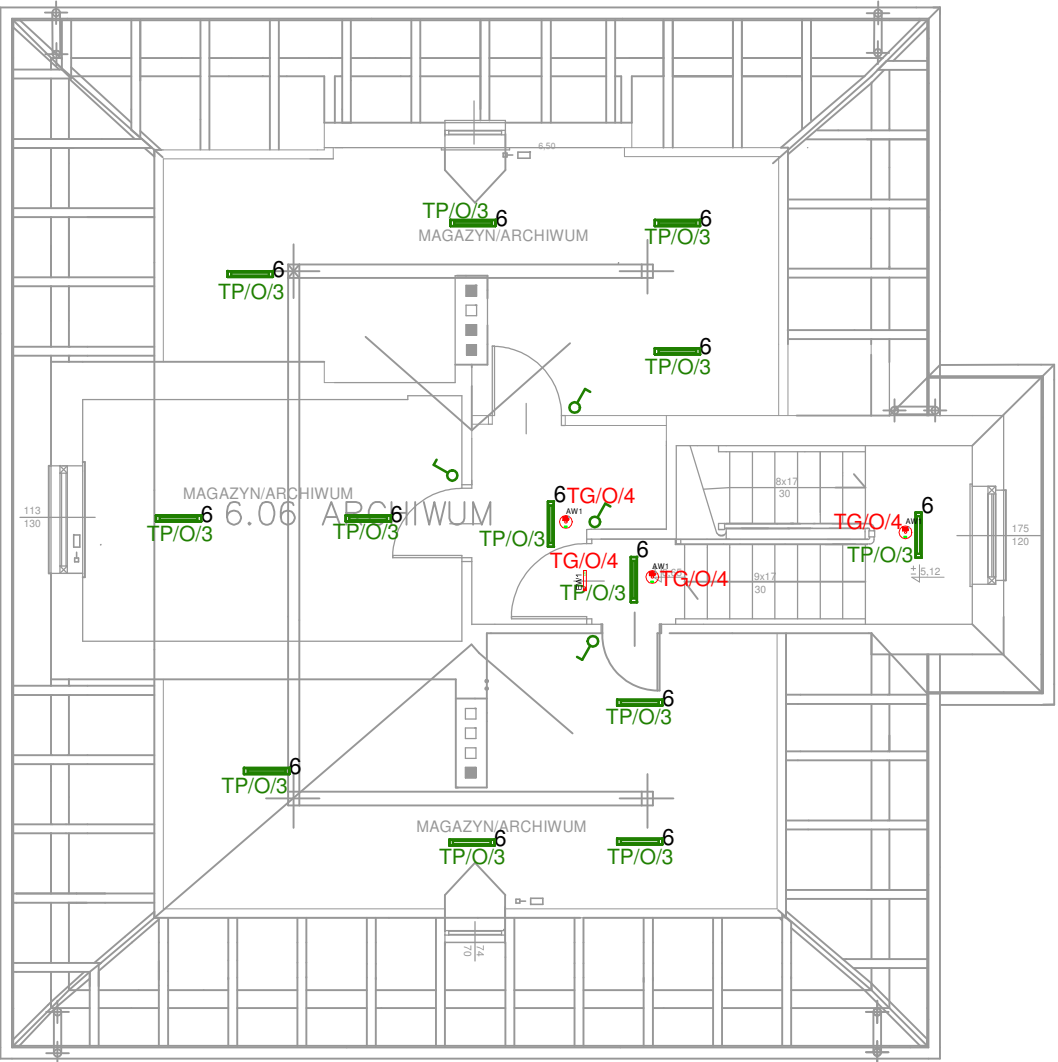 6,50
TP/O/3
6
6
MAGAZYN/ARCHIWUM
TP/O/3
6
TP/O/3
6
TP/O/3
8x17
30
MAGAZYN/ARCHIWUM
6.06 ARCHIWUM
113
130
6
TP/O/3
6
TP/O/3
6
TG/O/4
AW1
TP/O/3
6
TG/O/4
AW1
TP/O/3
175
120
6
TG/O/4
AW1
TG/O/4
TP/O/3
EW1
9x17
30
5,12
6
TP/O/3
6
TP/O/3
MAGAZYN/ARCHIWUM
6
TP/O/3
6
TP/O/3
74
70